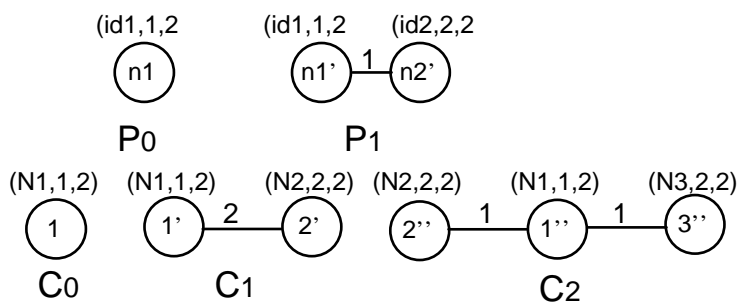 (id1,1,2 (id1,1,2 (id2,2,2
n1 n1’ 1 n2’
P0 P1
(N1,1,2) (N1,1,2) (N2,2,2) (N2,2,2) (N1,1,2) (N3,2,2)
1 1’ 2 2’ 2’’ 1 1’’ 1 3’’
C0 C1 C2